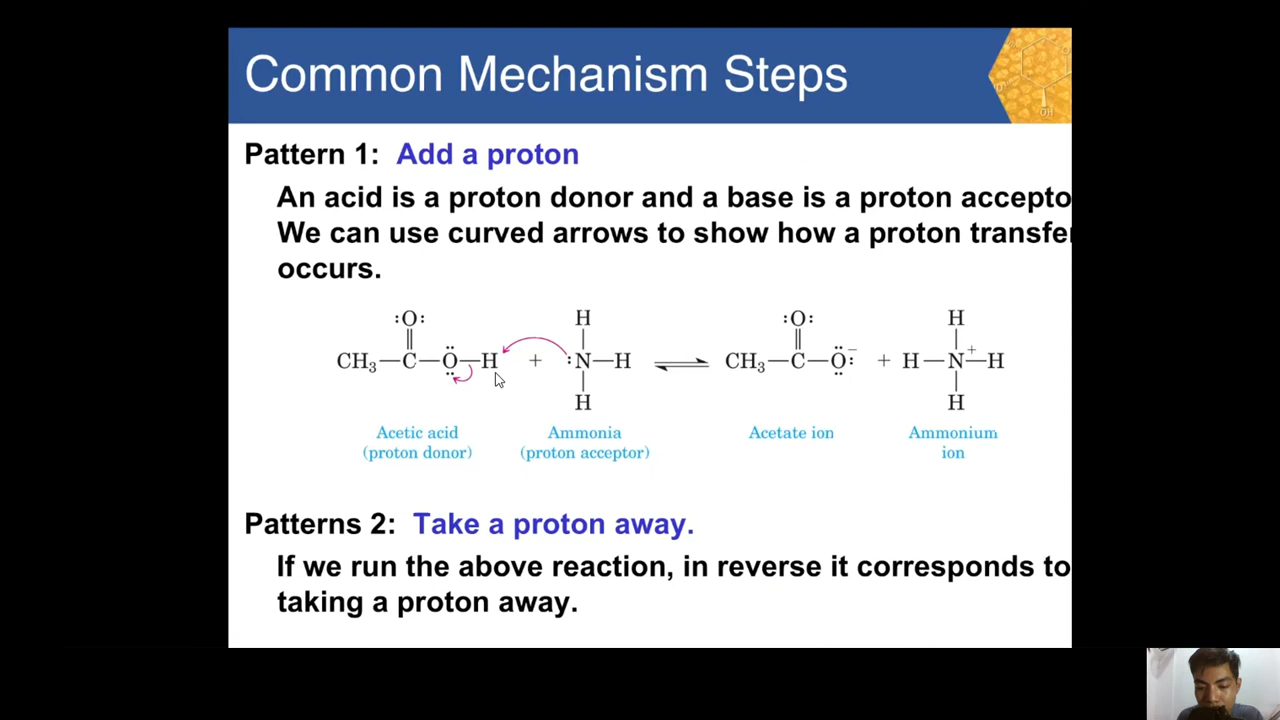 Common Mechanism Steps
Pattern 1: Add a proton
An acid is a proton donor and a base is a proton accepto
We can use curved arrows to show how a proton transfe
occurs.
:O: H :O: H
CH3—C—Ö—H + :N—H ⇌ CH3—C—Ö:⁻ + H—N⁺—H
H H
Acetic acid Ammonia Acetate ion Ammonium
(proton donor) (proton acceptor) ion
Patterns 2: Take a proton away.
If we run the above reaction, in reverse it corresponds to
taking a proton away.